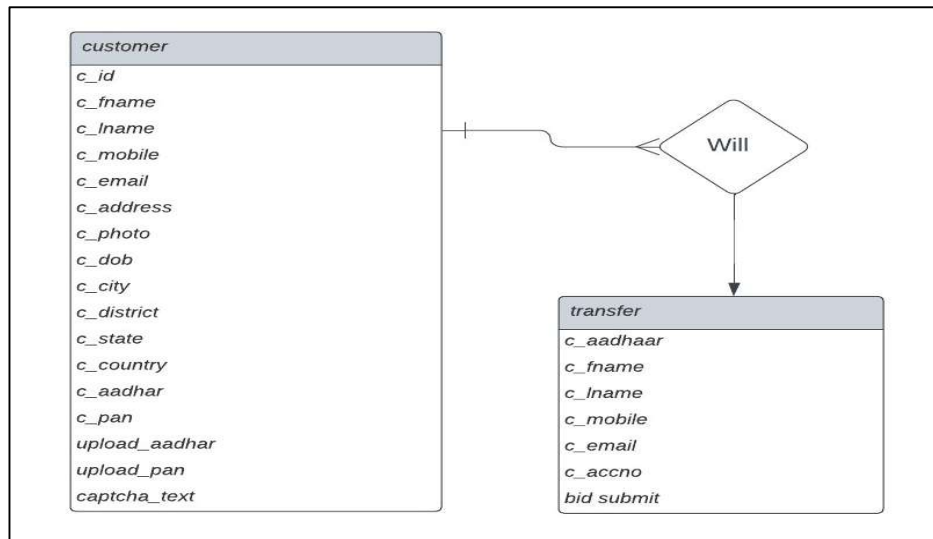 customer
c_id
c_fname
c_lname
c_mobile
c_email
c_address
c_photo
c_dob
c_city
c_district
c_state
c_country
c_aadhar
c_pan
upload_aadhar
upload_pan
captcha_text
Will
transfer
c_aadhaar
c_fname
c_lname
c_mobile
c_email
c_accno
bid submit